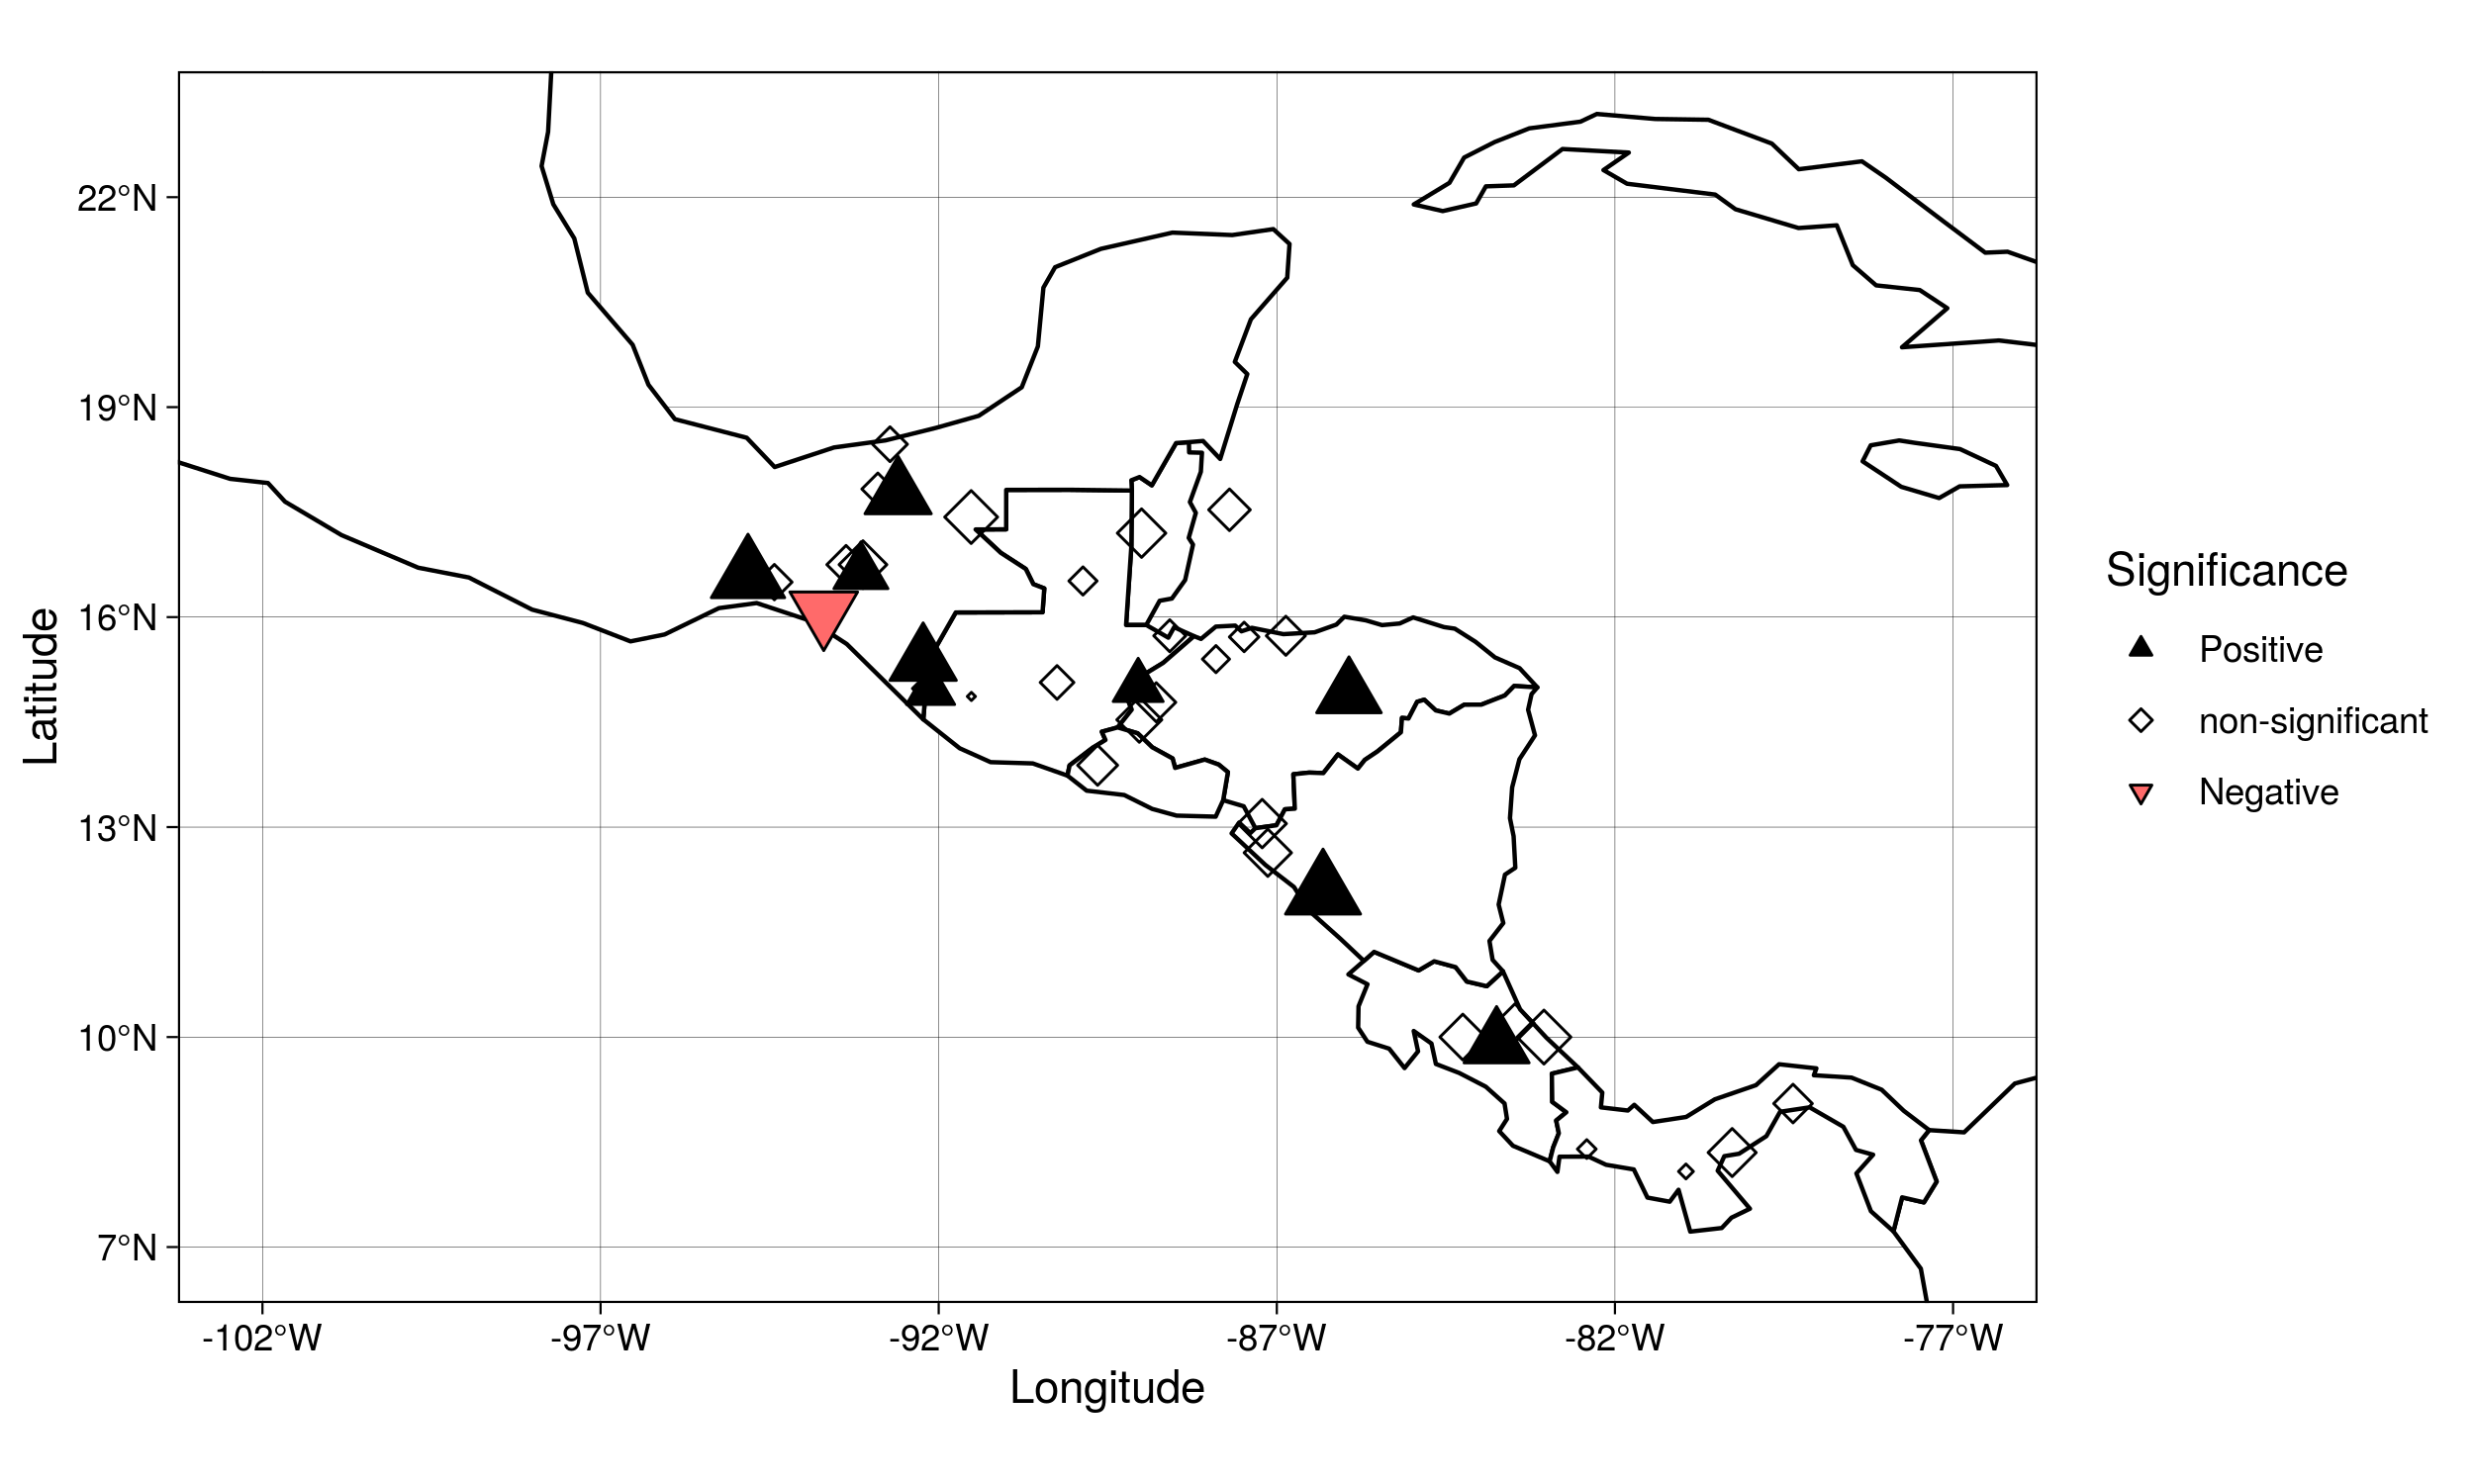 22°N
19°N
16°N
13°N
10°N
7°N
Latitude
-102°W
-97°W
-92°W
-87°W
-82°W
-77°W
Longitude
Significance
Positive
non-significant
Negative